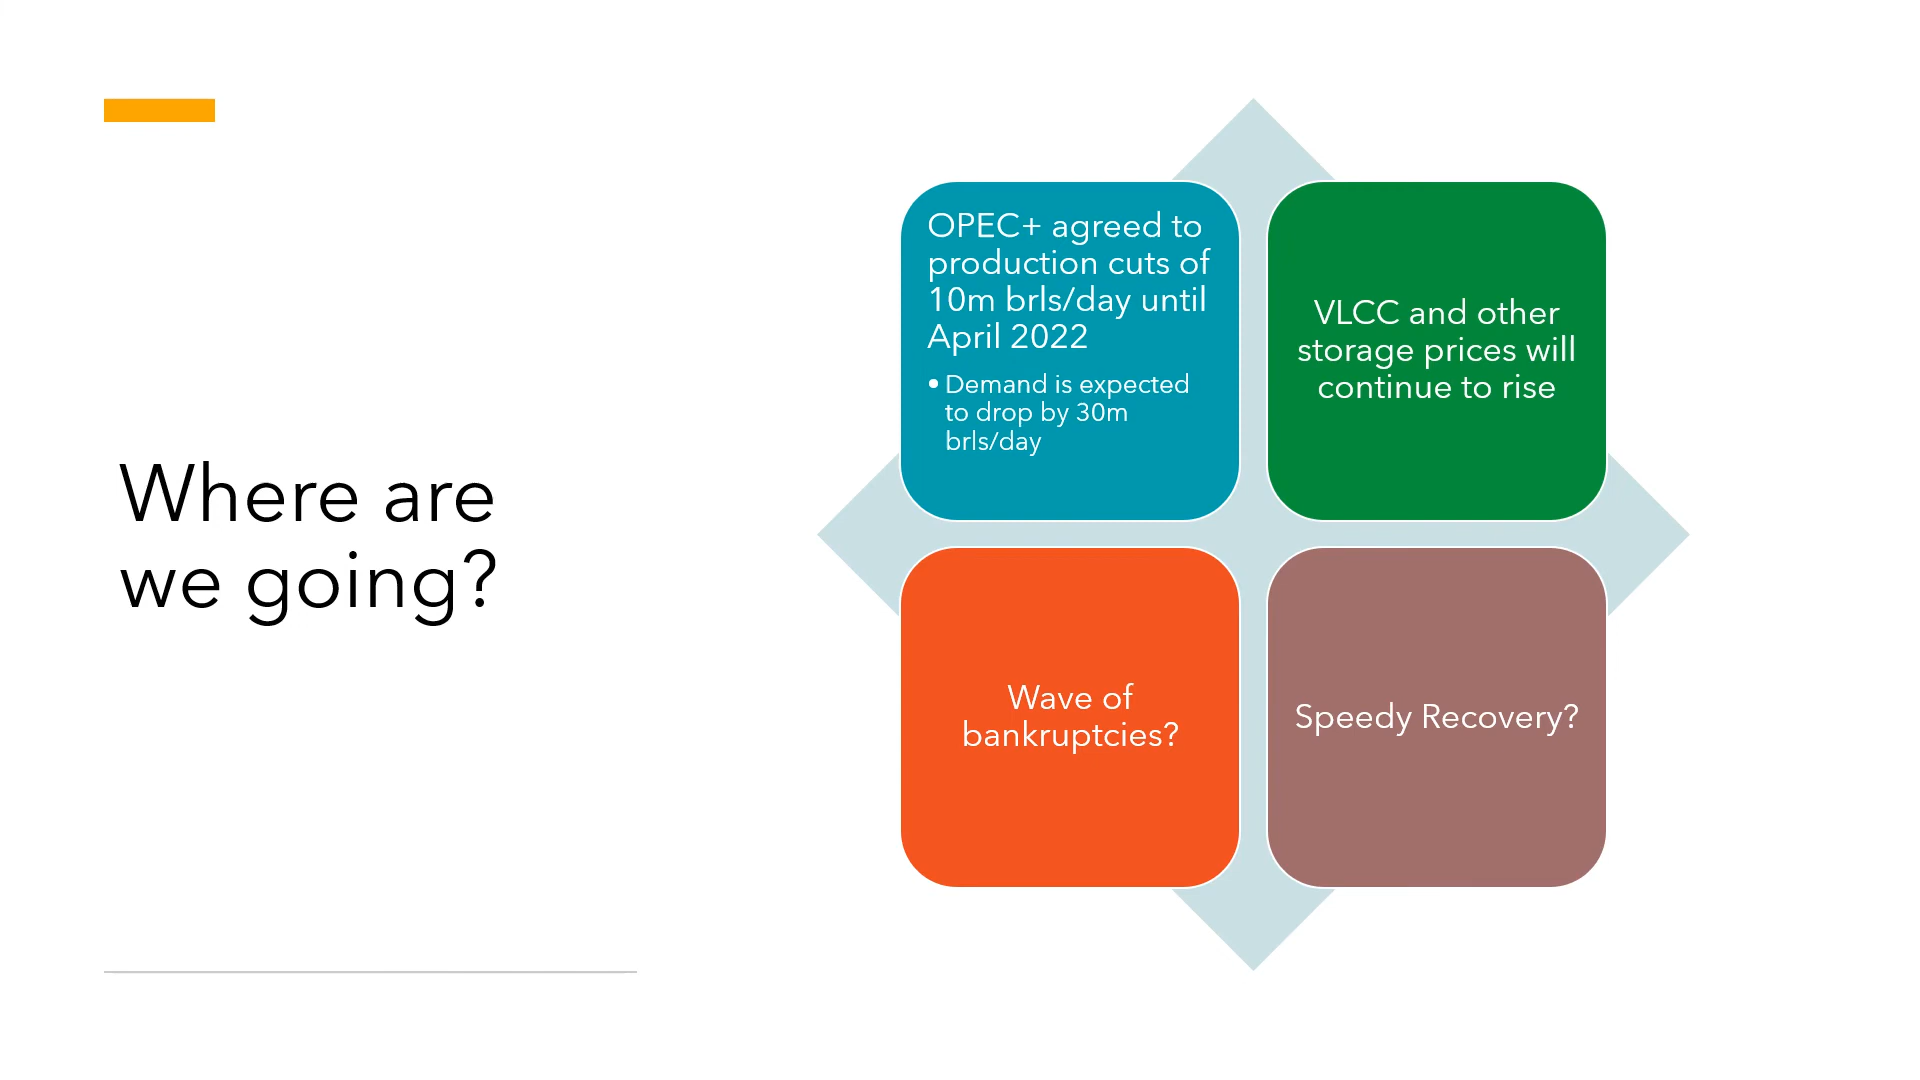 Where are
we going?
OPEC+ agreed to
production cuts of
10m brls/day until
April 2022
• Demand is expected
to drop by 30m
brls/day
VLCC and other
storage prices will
continue to rise
Wave of
bankruptcies?
Speedy Recovery?